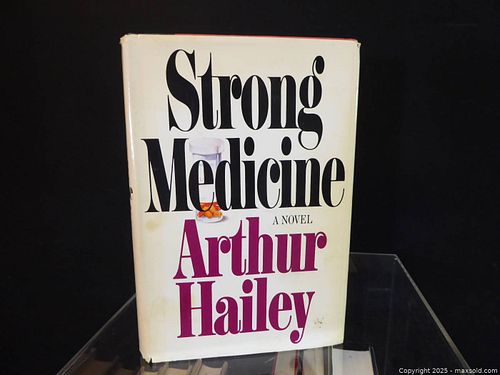 Strong
Medicine
A NOVEL
Arthur
Hailey
Copyright 2025 - maxsold.com